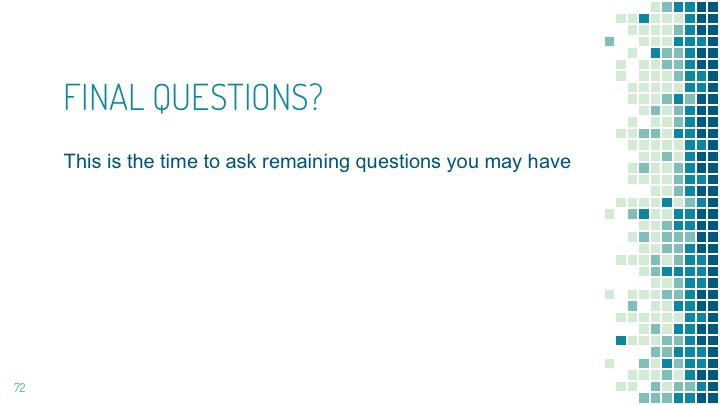 FINAL QUESTIONS?
This is the time to ask remaining questions you may have
72